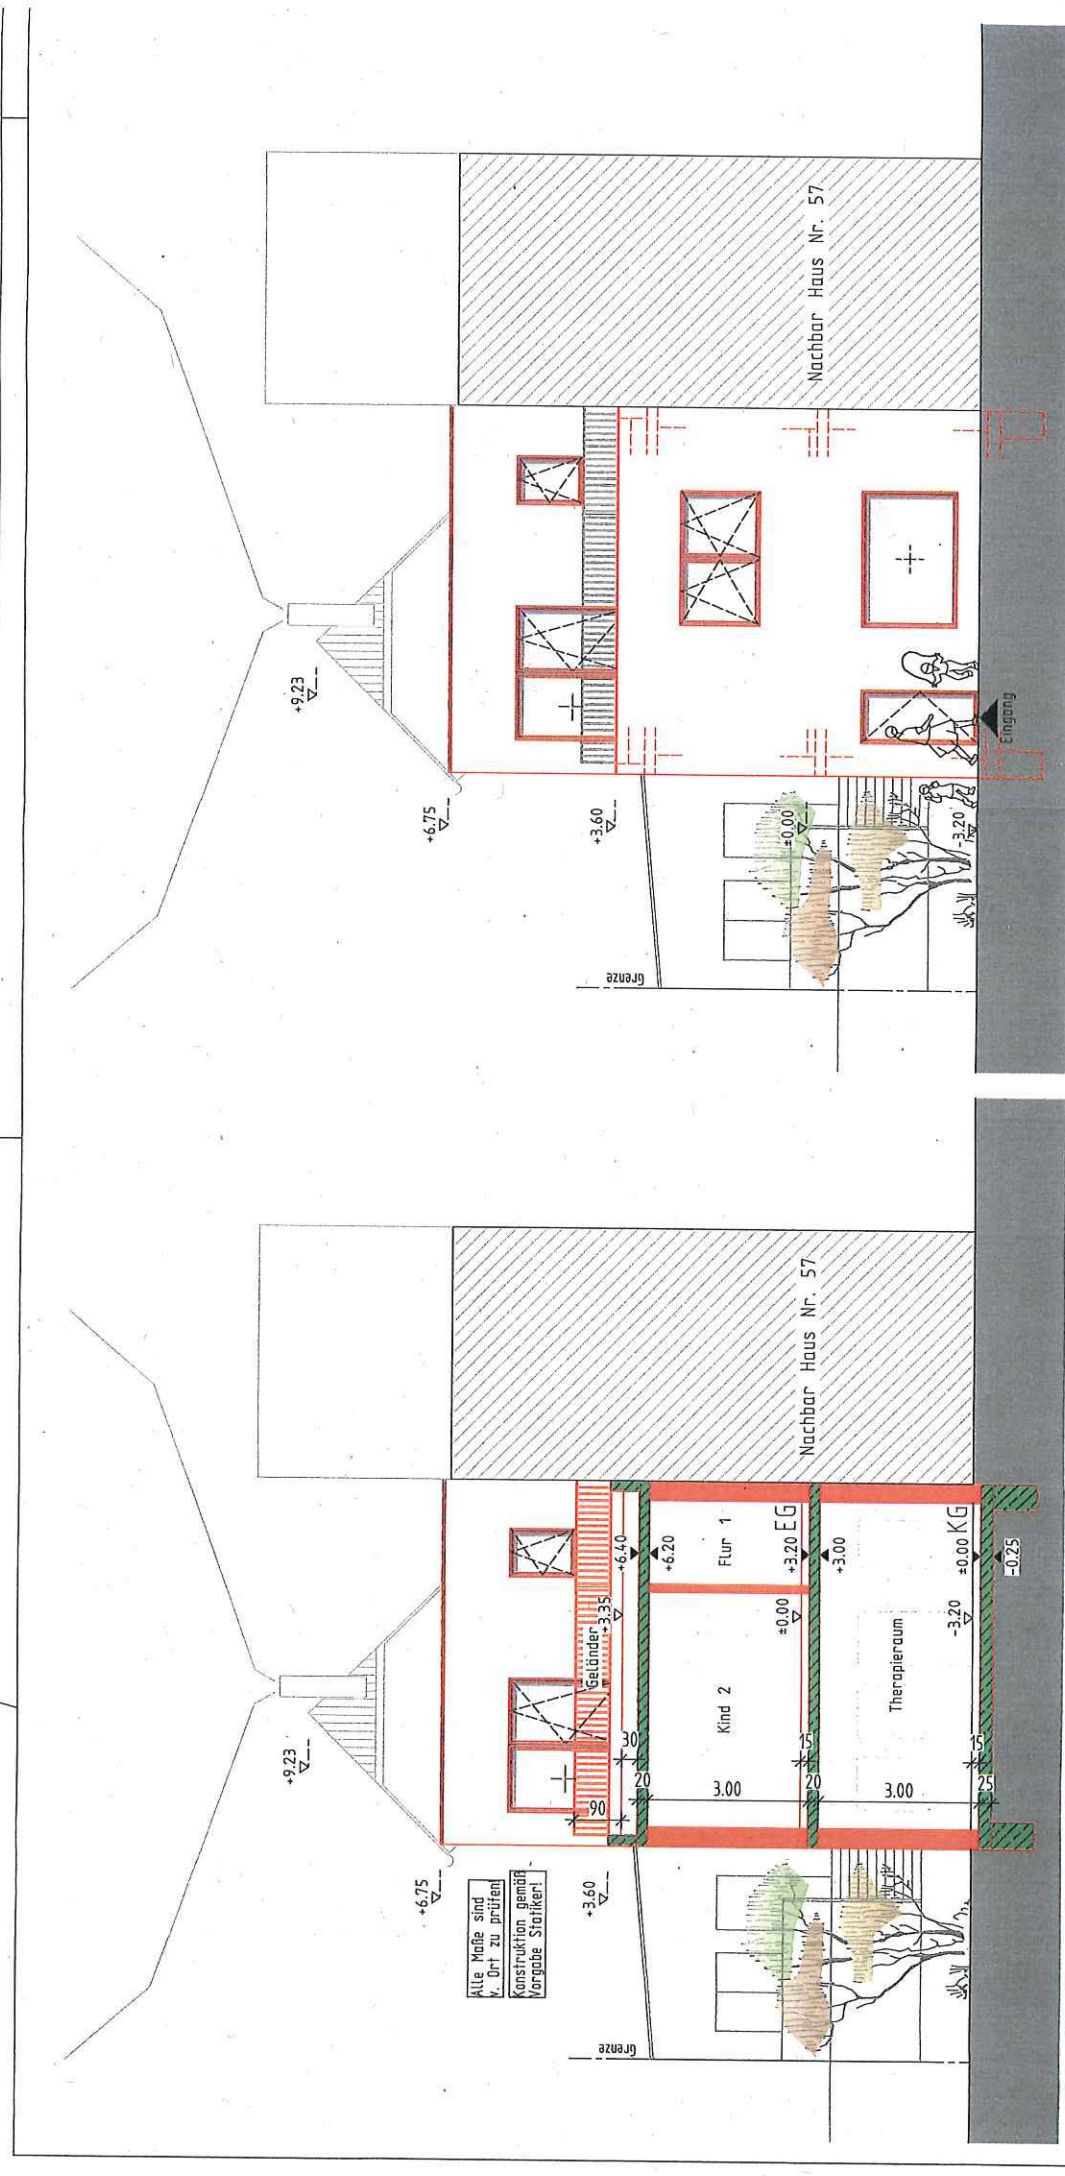 +9.23
+6.75
Alle Maße sind
v. Ort zu prüfen!
Konstruktion gemäß
Vorgabe Statiker!
+3.60
Grenze
Geländer
+3.35
90
30
20
+6.40
+6.20
Kind 2
Flur 1
3.00
±0.00
+3.20 EG
15
20
+3.00
Therapieraum
3.00
-3.20
±0.00 KG
15
25
-0.25
Nachbar Haus Nr. 57
+9.23
+6.75
+3.60
Grenze
±0.00
-3.20
Eingang
Nachbar Haus Nr. 57